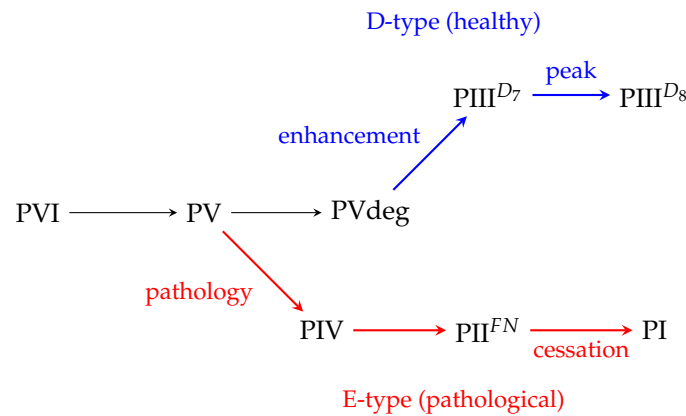 D-type (healthy)
peak
PIII^{D_7} PIII^{D_8}
enhancement
PVI PV PVdeg
pathology
PIV PII^{FN} PI
cessation
E-type (pathological)